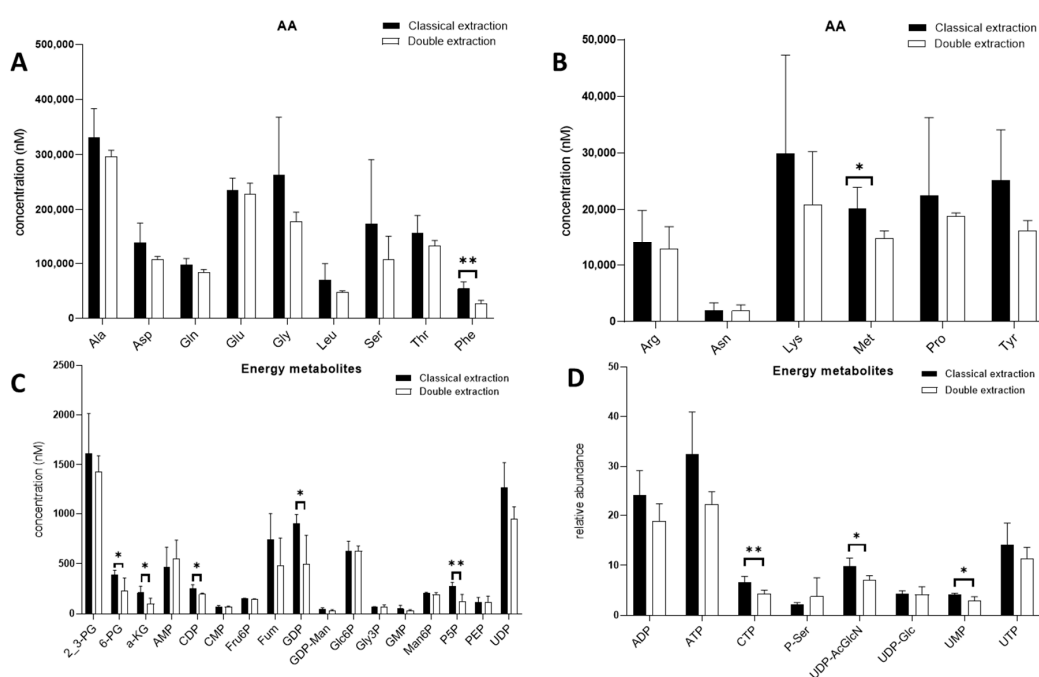 AA
Classical extraction
Double extraction
A
500,000
400,000
300,000
200,000
100,000
0
concentration (nM)
**
Ala
Asp
Gln
Glu
Gly
Leu
Ser
Thr
Phe
AA
Classical extraction
Double extraction
B
50,000
40,000
30,000
20,000
10,000
0
concentration (nM)
*
Arg
Asn
Lys
Met
Pro
Tyr
Energy metabolites
Classical extraction
Double extraction
C
2500
2000
1500
1000
500
0
concentration (nM)
*
*
*
*
**
2_3-PG
6-PG
a-KG
AMP
CDP
CMP
Fru6P
Fum
GDP
GDP-Man
Glc6P
Gly3P
GMP
Man6P
P5P
PEP
UDP
Energy metabolites
Classical extraction
Double extraction
D
50
40
30
20
10
0
relative abundance
**
*
*
ADP
ATP
CTP
P-Ser
UDP-AcGlcN
UDP-Glc
UMP
UTP